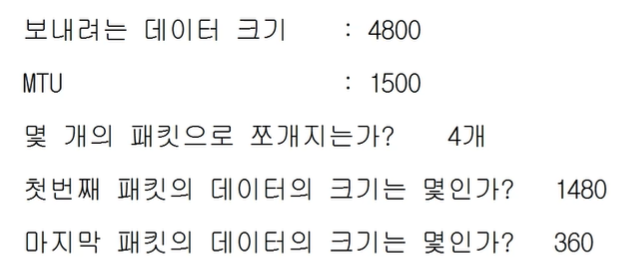 보내려는 데이터 크기 : 4800
MTU : 1500
몇 개의 패킷으로 쪼개지는가? 4개
첫번째 패킷의 데이터의 크기는 몇인가? 1480
마지막 패킷의 데이터의 크기는 몇인가? 360